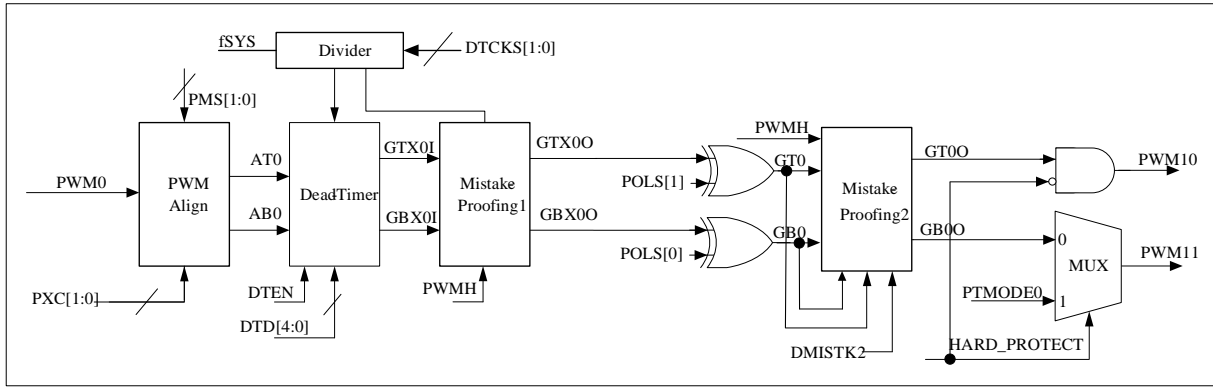 fSYS
Divider
DTCKS[1:0]
PMS[1:0]
PWM0
PWM
Align
PXC[1:0]
AT0
AB0
Dead-Timer
DTEN
DTD[4:0]
GTX0I
GBX0I
Mistake-
Proofing1
PWMH
GTX0O
GBX0O
POLS[1]
POLS[0]
GT0
GB0
PWMH
Mistake-
Proofing2
DMISTK2
GT0O
GB0O
PWM10
0
MUX
1
PTMODE0
PWM11
HARD_PROTECT